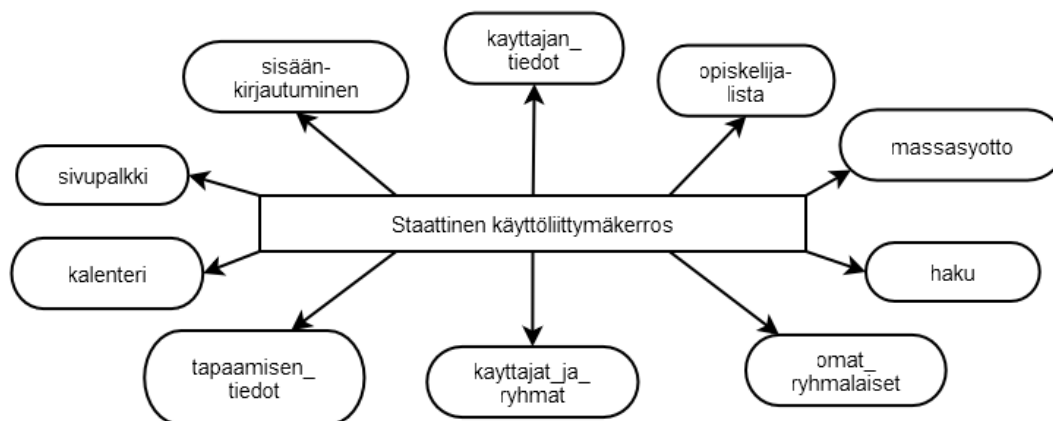 kayttajan_
tiedot
sisään-
kirjautuminen
opiskelija-
lista
massasyotto
sivupalkki
Staattinen käyttöliittymäkerros
kalenteri
haku
tapaamisen_
tiedot
kayttajat_ja_
ryhmat
omat_
ryhmalaiset